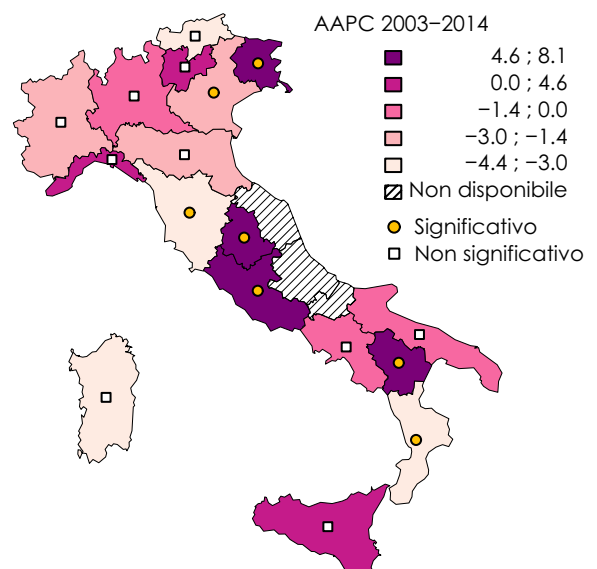 AAPC 2003−2014
4.6 ; 8.1
0.0 ; 4.6
−1.4 ; 0.0
−3.0 ; −1.4
−4.4 ; −3.0
Non disponibile
Significativo
Non significativo